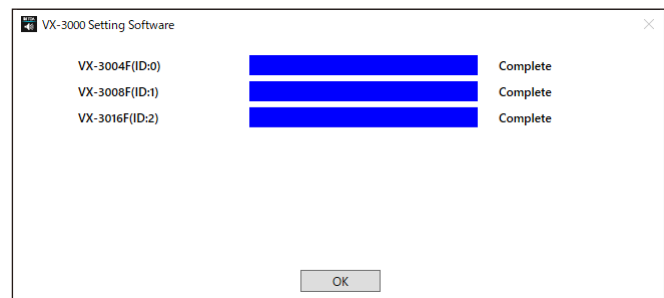 VX-3000 Setting Software
VX-3004F(ID:0) Complete
VX-3008F(ID:1) Complete
VX-3016F(ID:2) Complete
OK